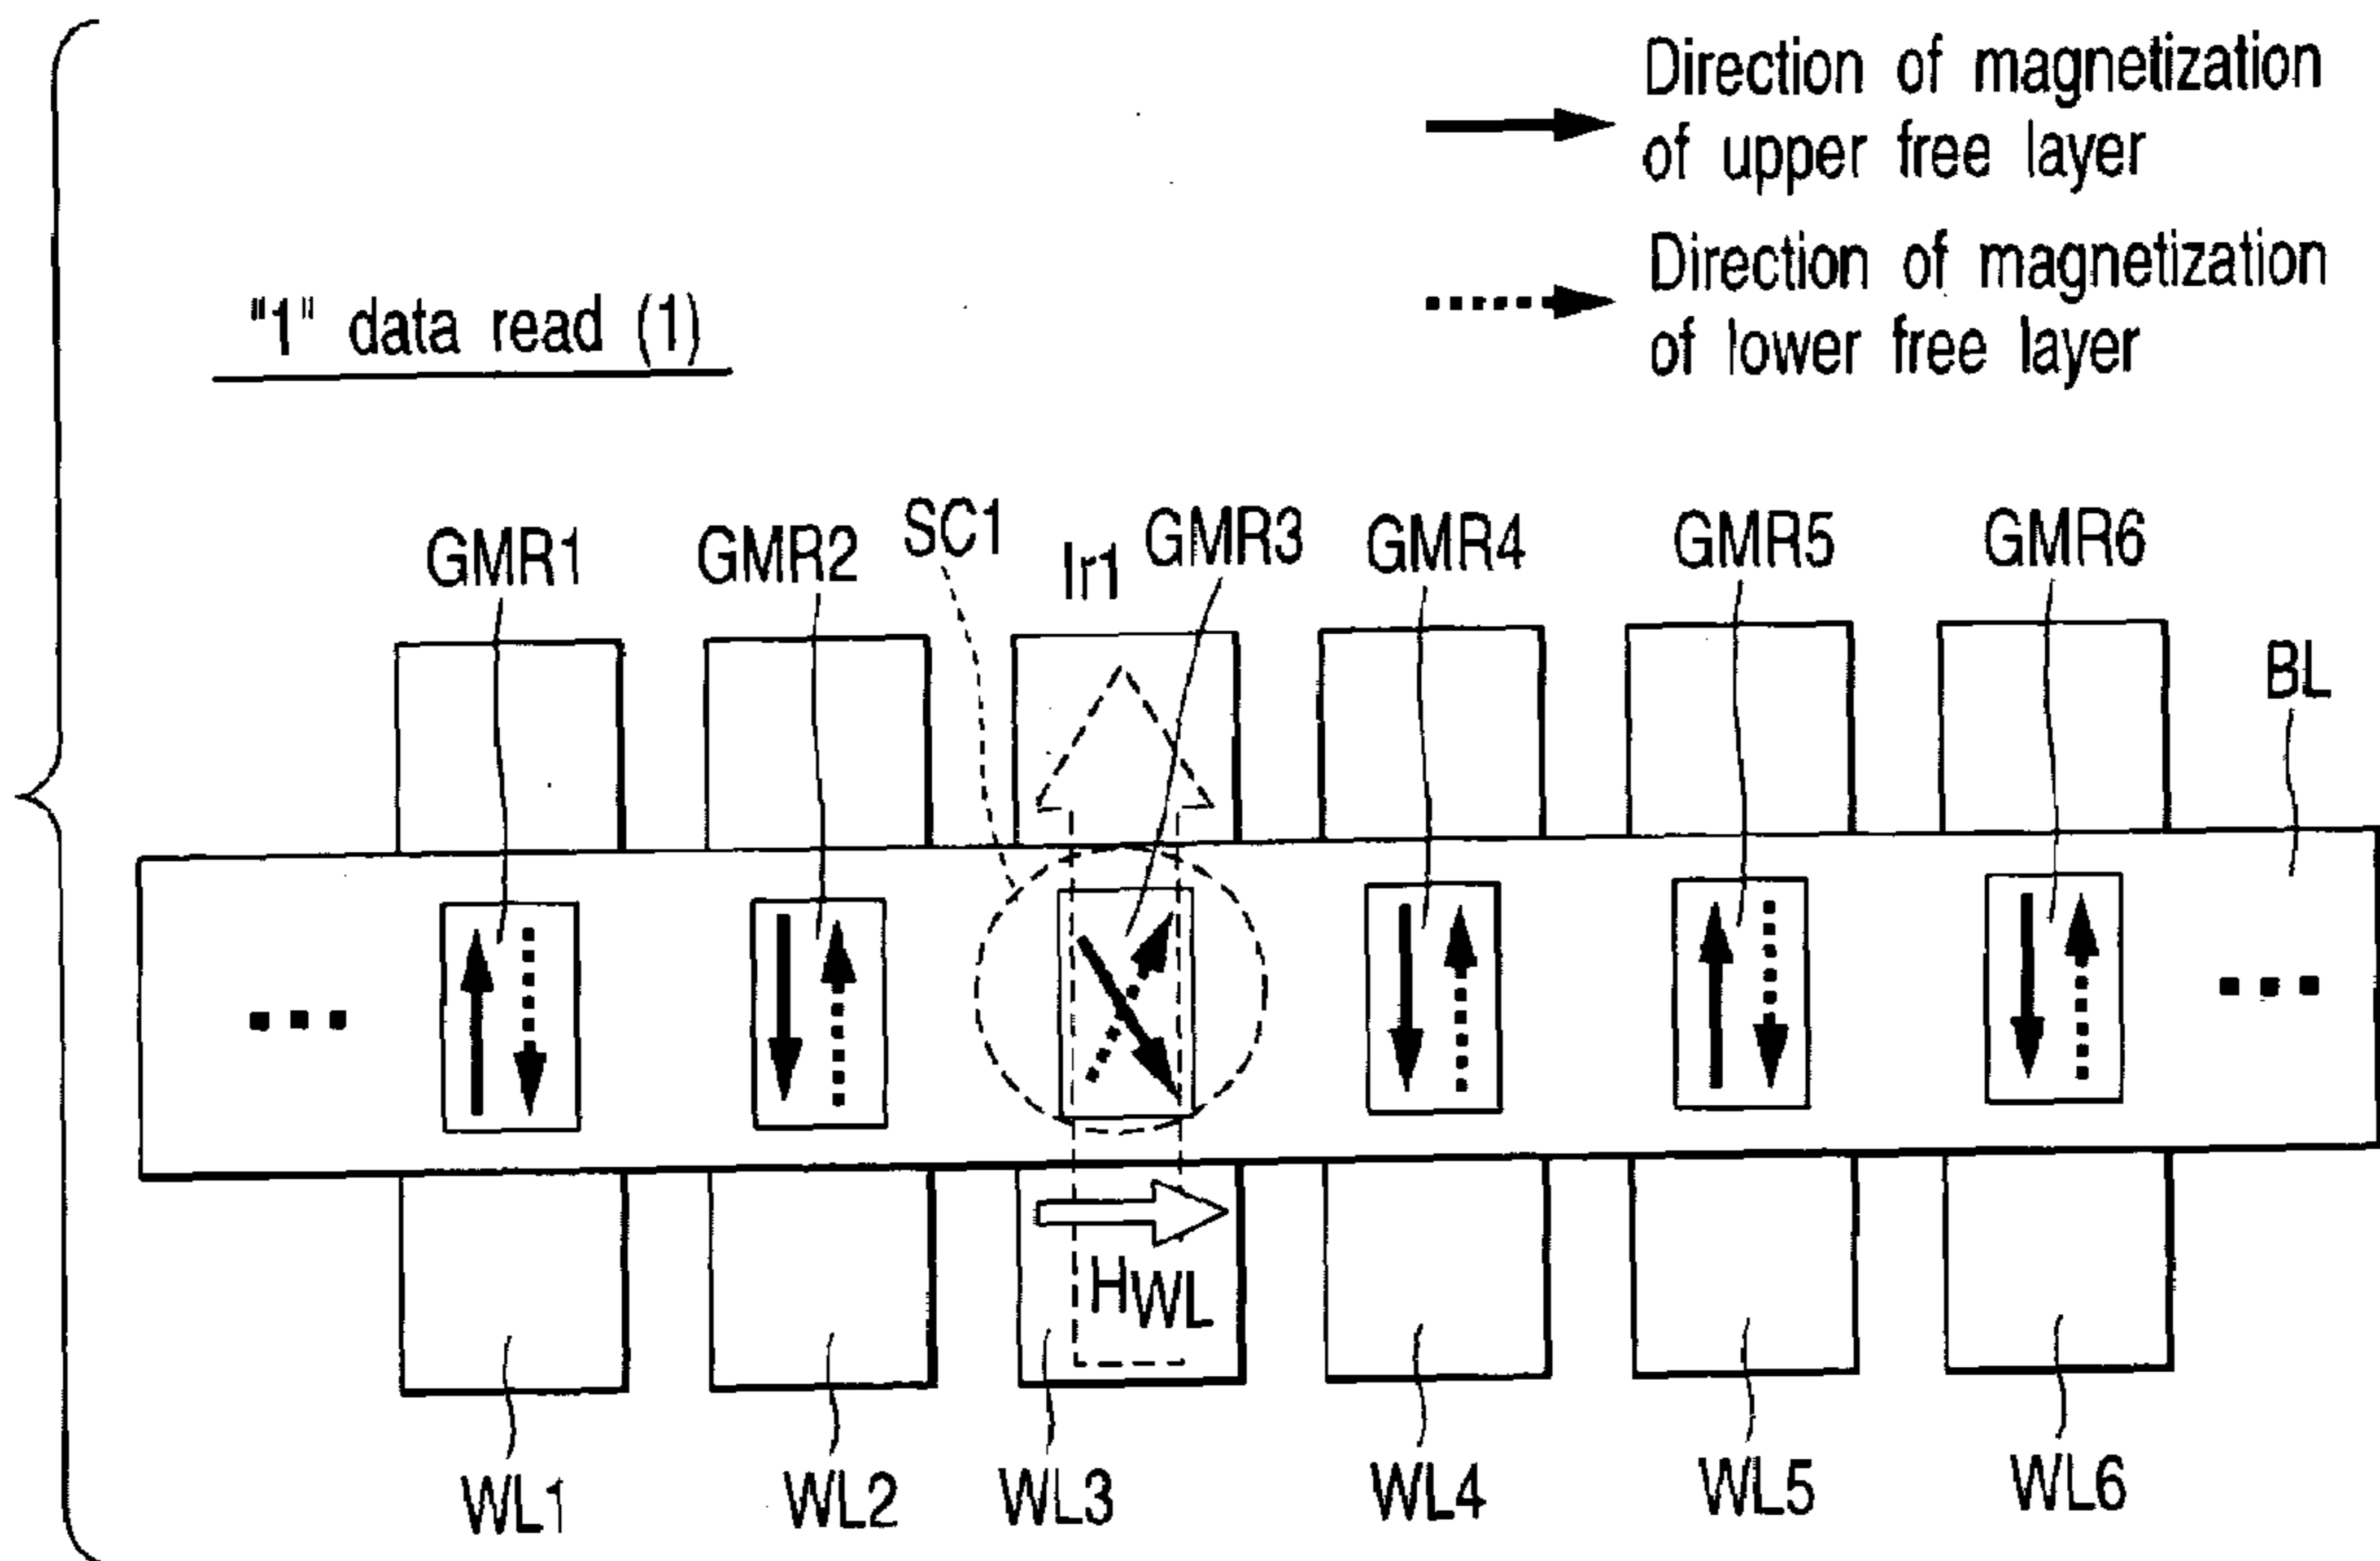 Direction of magnetization
of upper free layer
Direction of magnetization
of lower free layer
"1" data read (1)
GMR1
GMR2
SC1
Ir1
GMR3
GMR4
GMR5
GMR6
BL
HWL
WL1
WL2
WL3
WL4
WL5
WL6